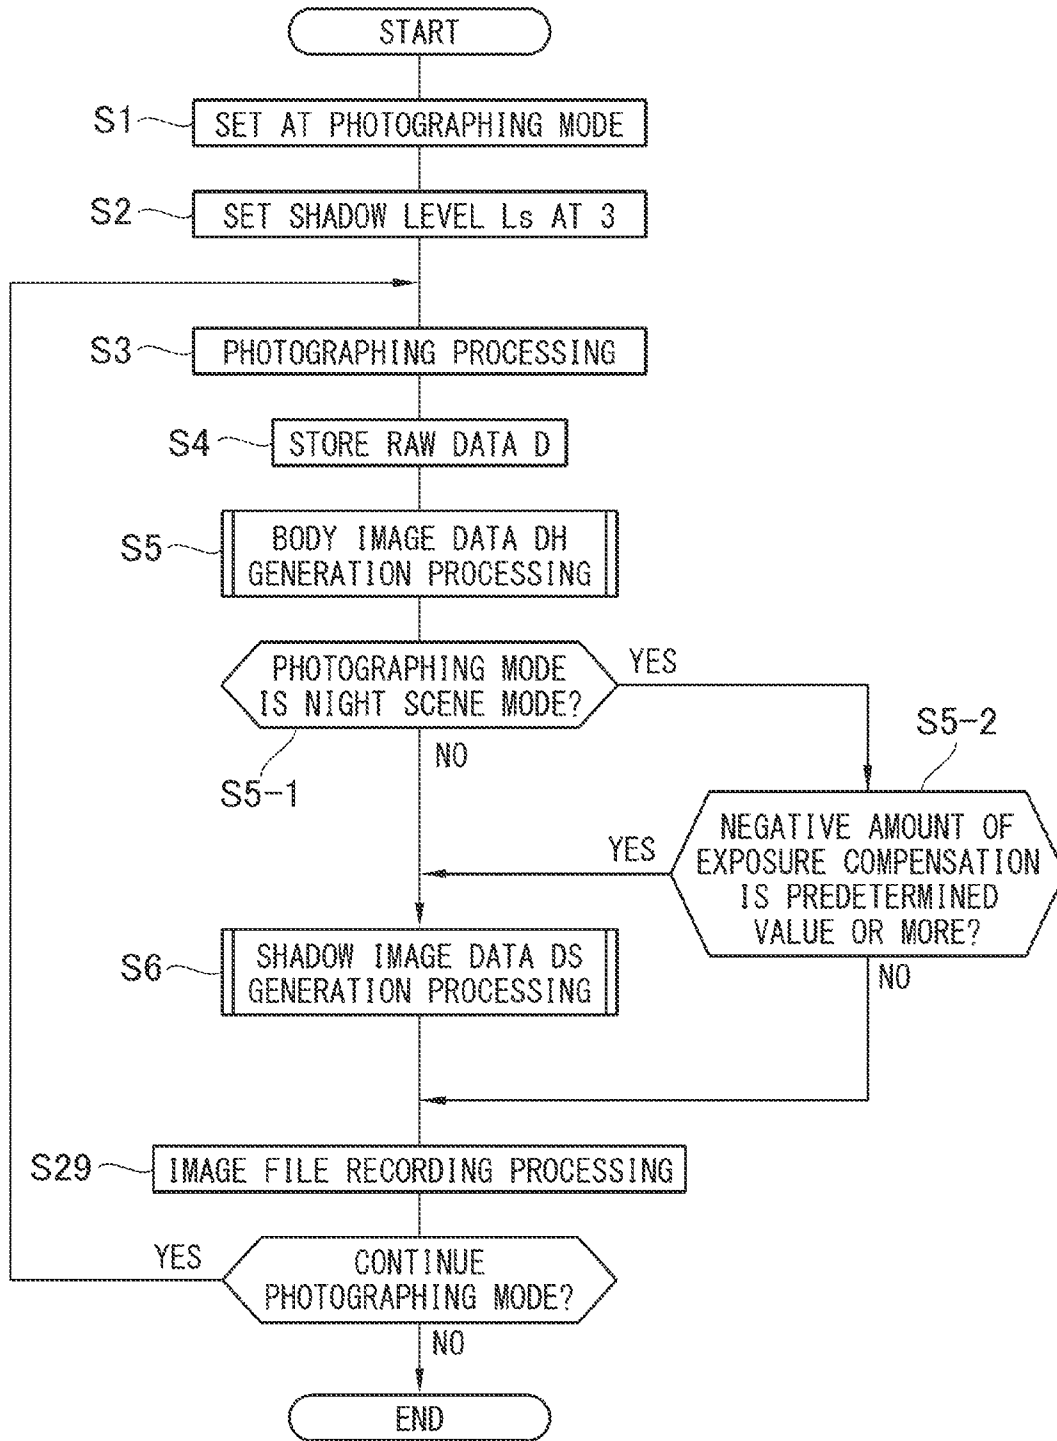 START
S1
SET AT PHOTOGRAPHING MODE
S2
SET SHADOW LEVEL Ls AT 3
S3
PHOTOGRAPHING PROCESSING
S4
STORE RAW DATA D
S5
BODY IMAGE DATA DH
GENERATION PROCESSING
PHOTOGRAPHING MODE
IS NIGHT SCENE MODE?
YES
NO
S5-1
S5-2
NEGATIVE AMOUNT OF
EXPOSURE COMPENSATION
IS PREDETERMINED
VALUE OR MORE?
YES
NO
S6
SHADOW IMAGE DATA DS
GENERATION PROCESSING
S29
IMAGE FILE RECORDING PROCESSING
YES
CONTINUE
PHOTOGRAPHING MODE?
NO
END